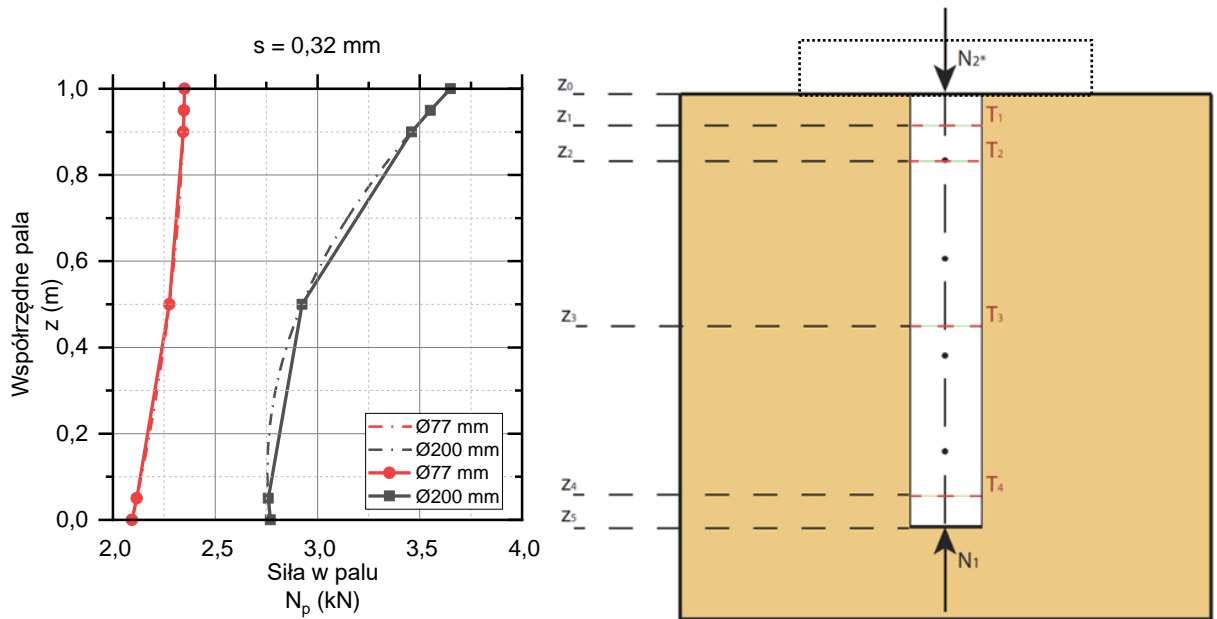 s = 0,32 mm
1,0
0,8
0,6
0,4
0,2
0,0
Współrzędne pala
z (m)
2,0 2,5 3,0 3,5 4,0
Siła w palu
Nₚ (kN)
Ø77 mm
Ø200 mm
Ø77 mm
Ø200 mm
N₂*
z₀
z₁
z₂
z₃
z₄
z₅
T₁
T₂
T₃
T₄
N₁